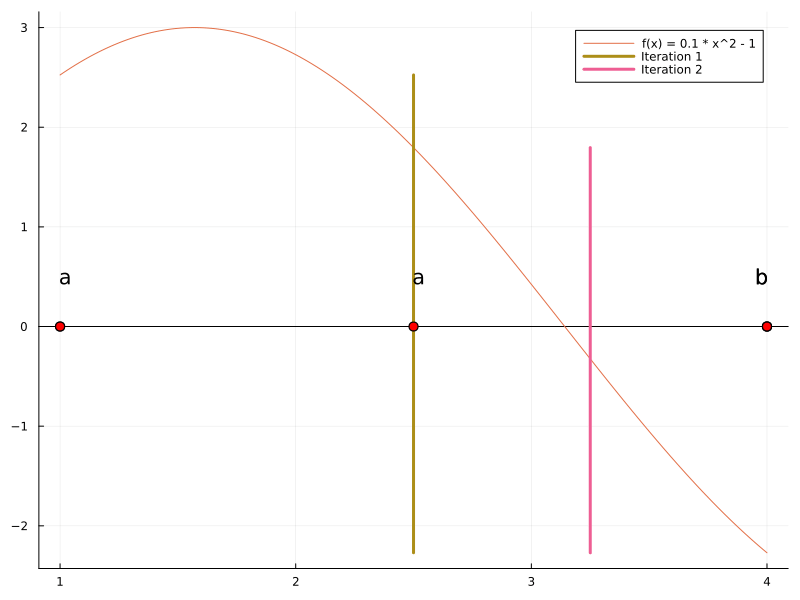 3
f(x) = 0.1 * x^2 - 1
Iteration 1
Iteration 2
2
1
a
a
b
0
−1
−2
1
2
3
4